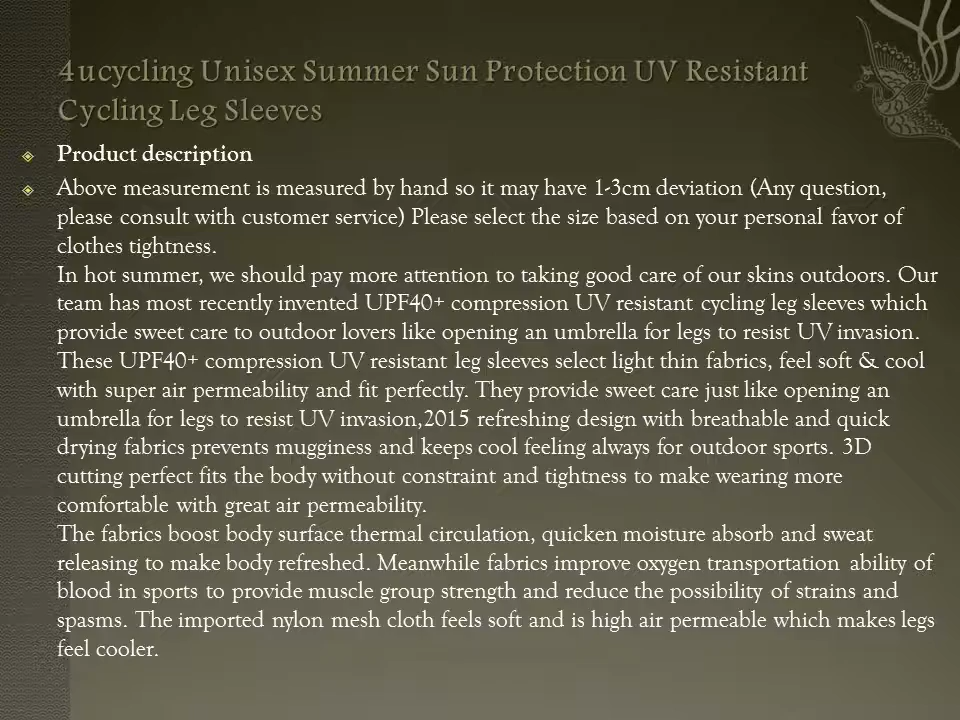 4ucycling Unisex Summer Sun Protection UV Resistant
Cycling Leg Sleeves
Product description
Above measurement is measured by hand so it may have 1-3cm deviation (Any question,
please consult with customer service) Please select the size based on your personal favor of
clothes tightness.
In hot summer, we should pay more attention to taking good care of our skins outdoors. Our
team has most recently invented UPF40+ compression UV resistant cycling leg sleeves which
provide sweet care to outdoor lovers like opening an umbrella for legs to resist UV invasion.
These UPF40+ compression UV resistant leg sleeves select light thin fabrics, feel soft & cool
with super air permeability and fit perfectly. They provide sweet care just like opening an
umbrella for legs to resist UV invasion,2015 refreshing design with breathable and quick
drying fabrics prevents mugginess and keeps cool feeling always for outdoor sports. 3D
cutting perfect fits the body without constraint and tightness to make wearing more
comfortable with great air permeability.
The fabrics boost body surface thermal circulation, quicken moisture absorb and sweat
releasing to make body refreshed. Meanwhile fabrics improve oxygen transportation ability of
blood in sports to provide muscle group strength and reduce the possibility of strains and
spasms. The imported nylon mesh cloth feels soft and is high air permeable which makes legs
feel cooler.